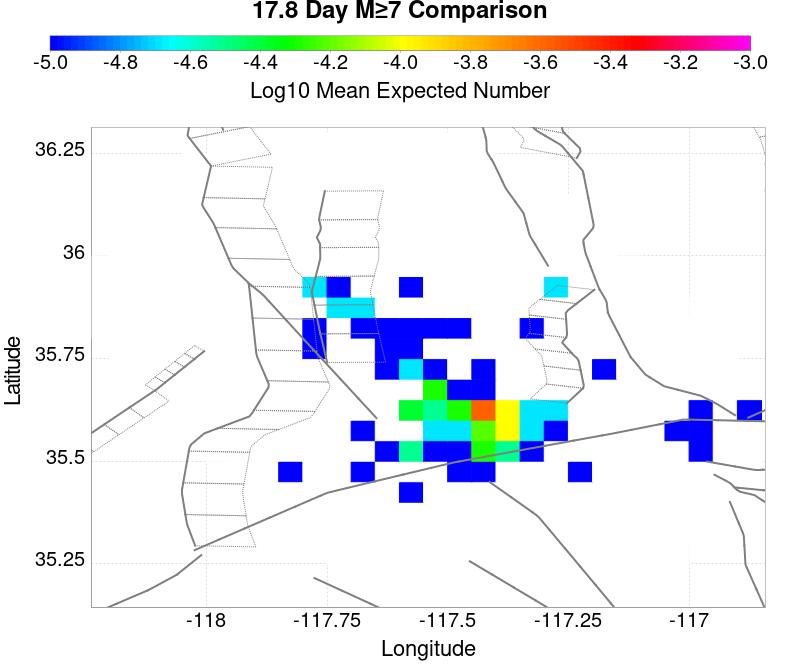 17.8 Day M≥7 Comparison
-5.0 -4.8 -4.6 -4.4 -4.2 -4.0 -3.8 -3.6 -3.4 -3.2 -3.0
Log10 Mean Expected Number
36.25
36
35.75
35.5
35.25
Latitude
-118 -117.75 -117.5 -117.25 -117
Longitude